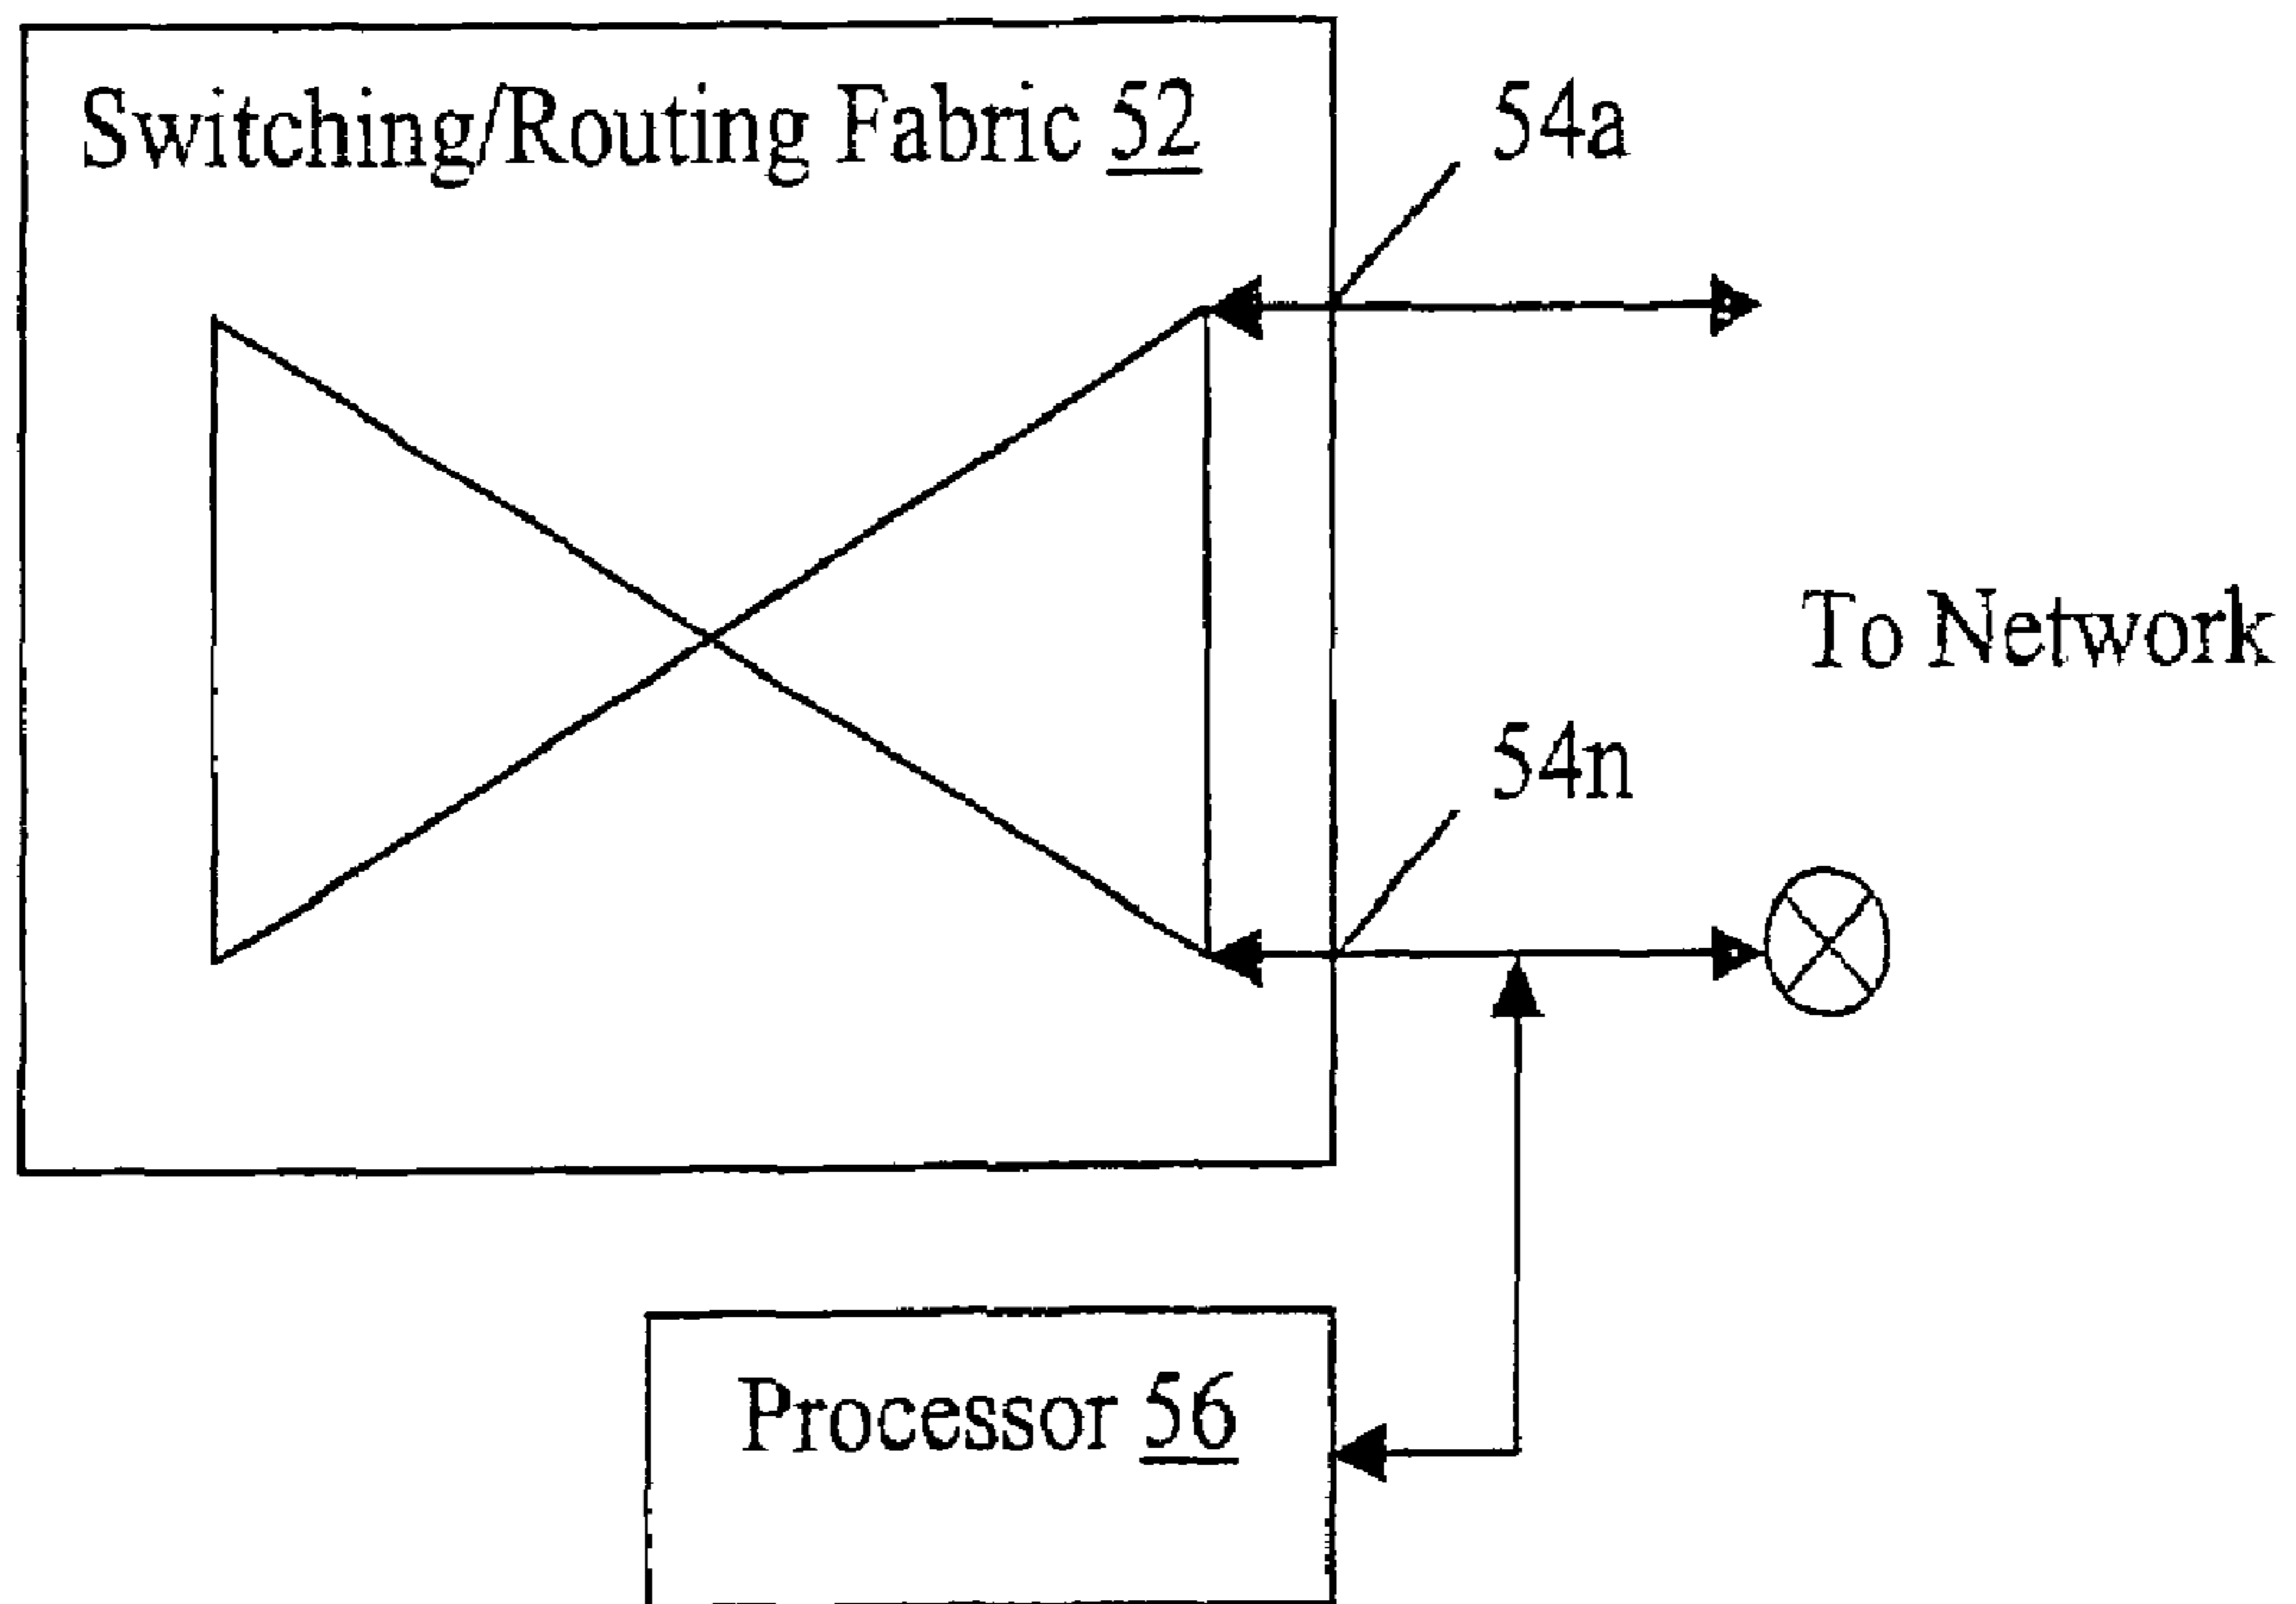 Switching/Routing Fabric 52
54a
To Network
54n
Processor 56